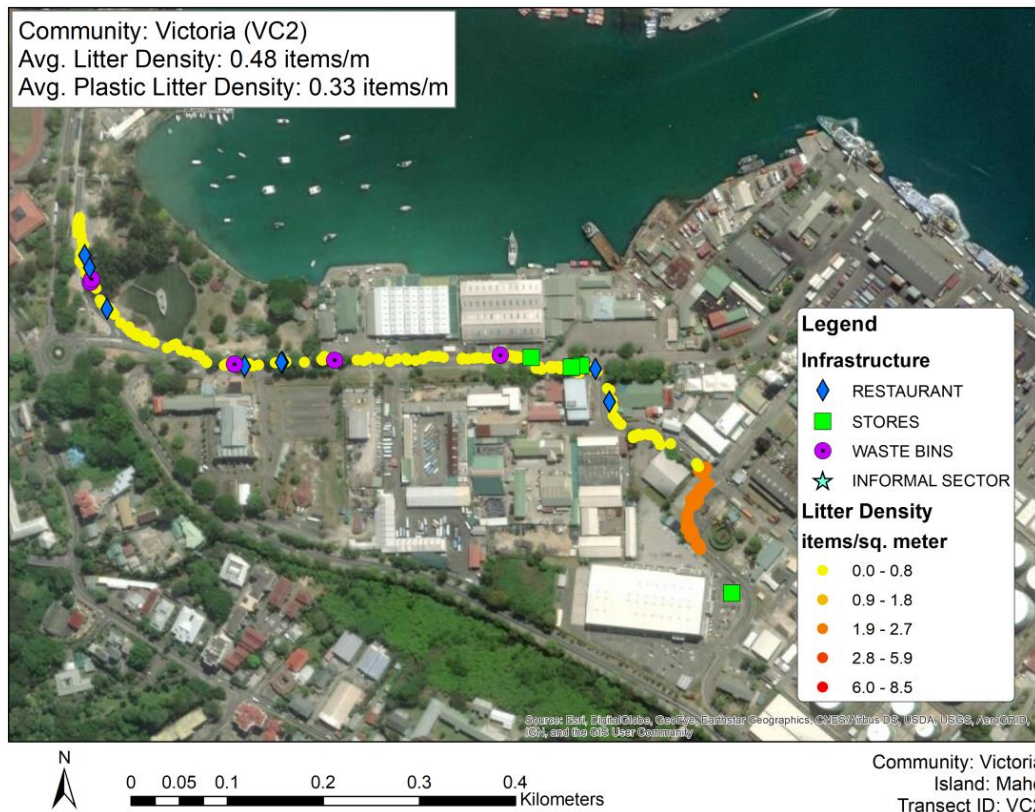 Community: Victoria (VC2)
Avg. Litter Density: 0.48 items/m
Avg. Plastic Litter Density: 0.33 items/m
Legend
Infrastructure
RESTAURANT
STORES
WASTE BINS
INFORMAL SECTOR
Litter Density
items/sq. meter
0.0 - 0.8
0.9 - 1.8
1.9 - 2.7
2.8 - 5.9
6.0 - 8.5
Source: Esri, DigitalGlobe, GeoEye, Earthstar Geographics, CNES/Airbus DS, USDA, USGS, AeroGRID,
IGN, and the GIS User Community
N
0 0.05 0.1 0.2 0.3 0.4
Kilometers
Community: Victoria
Island: Mahe
Transect ID: VC